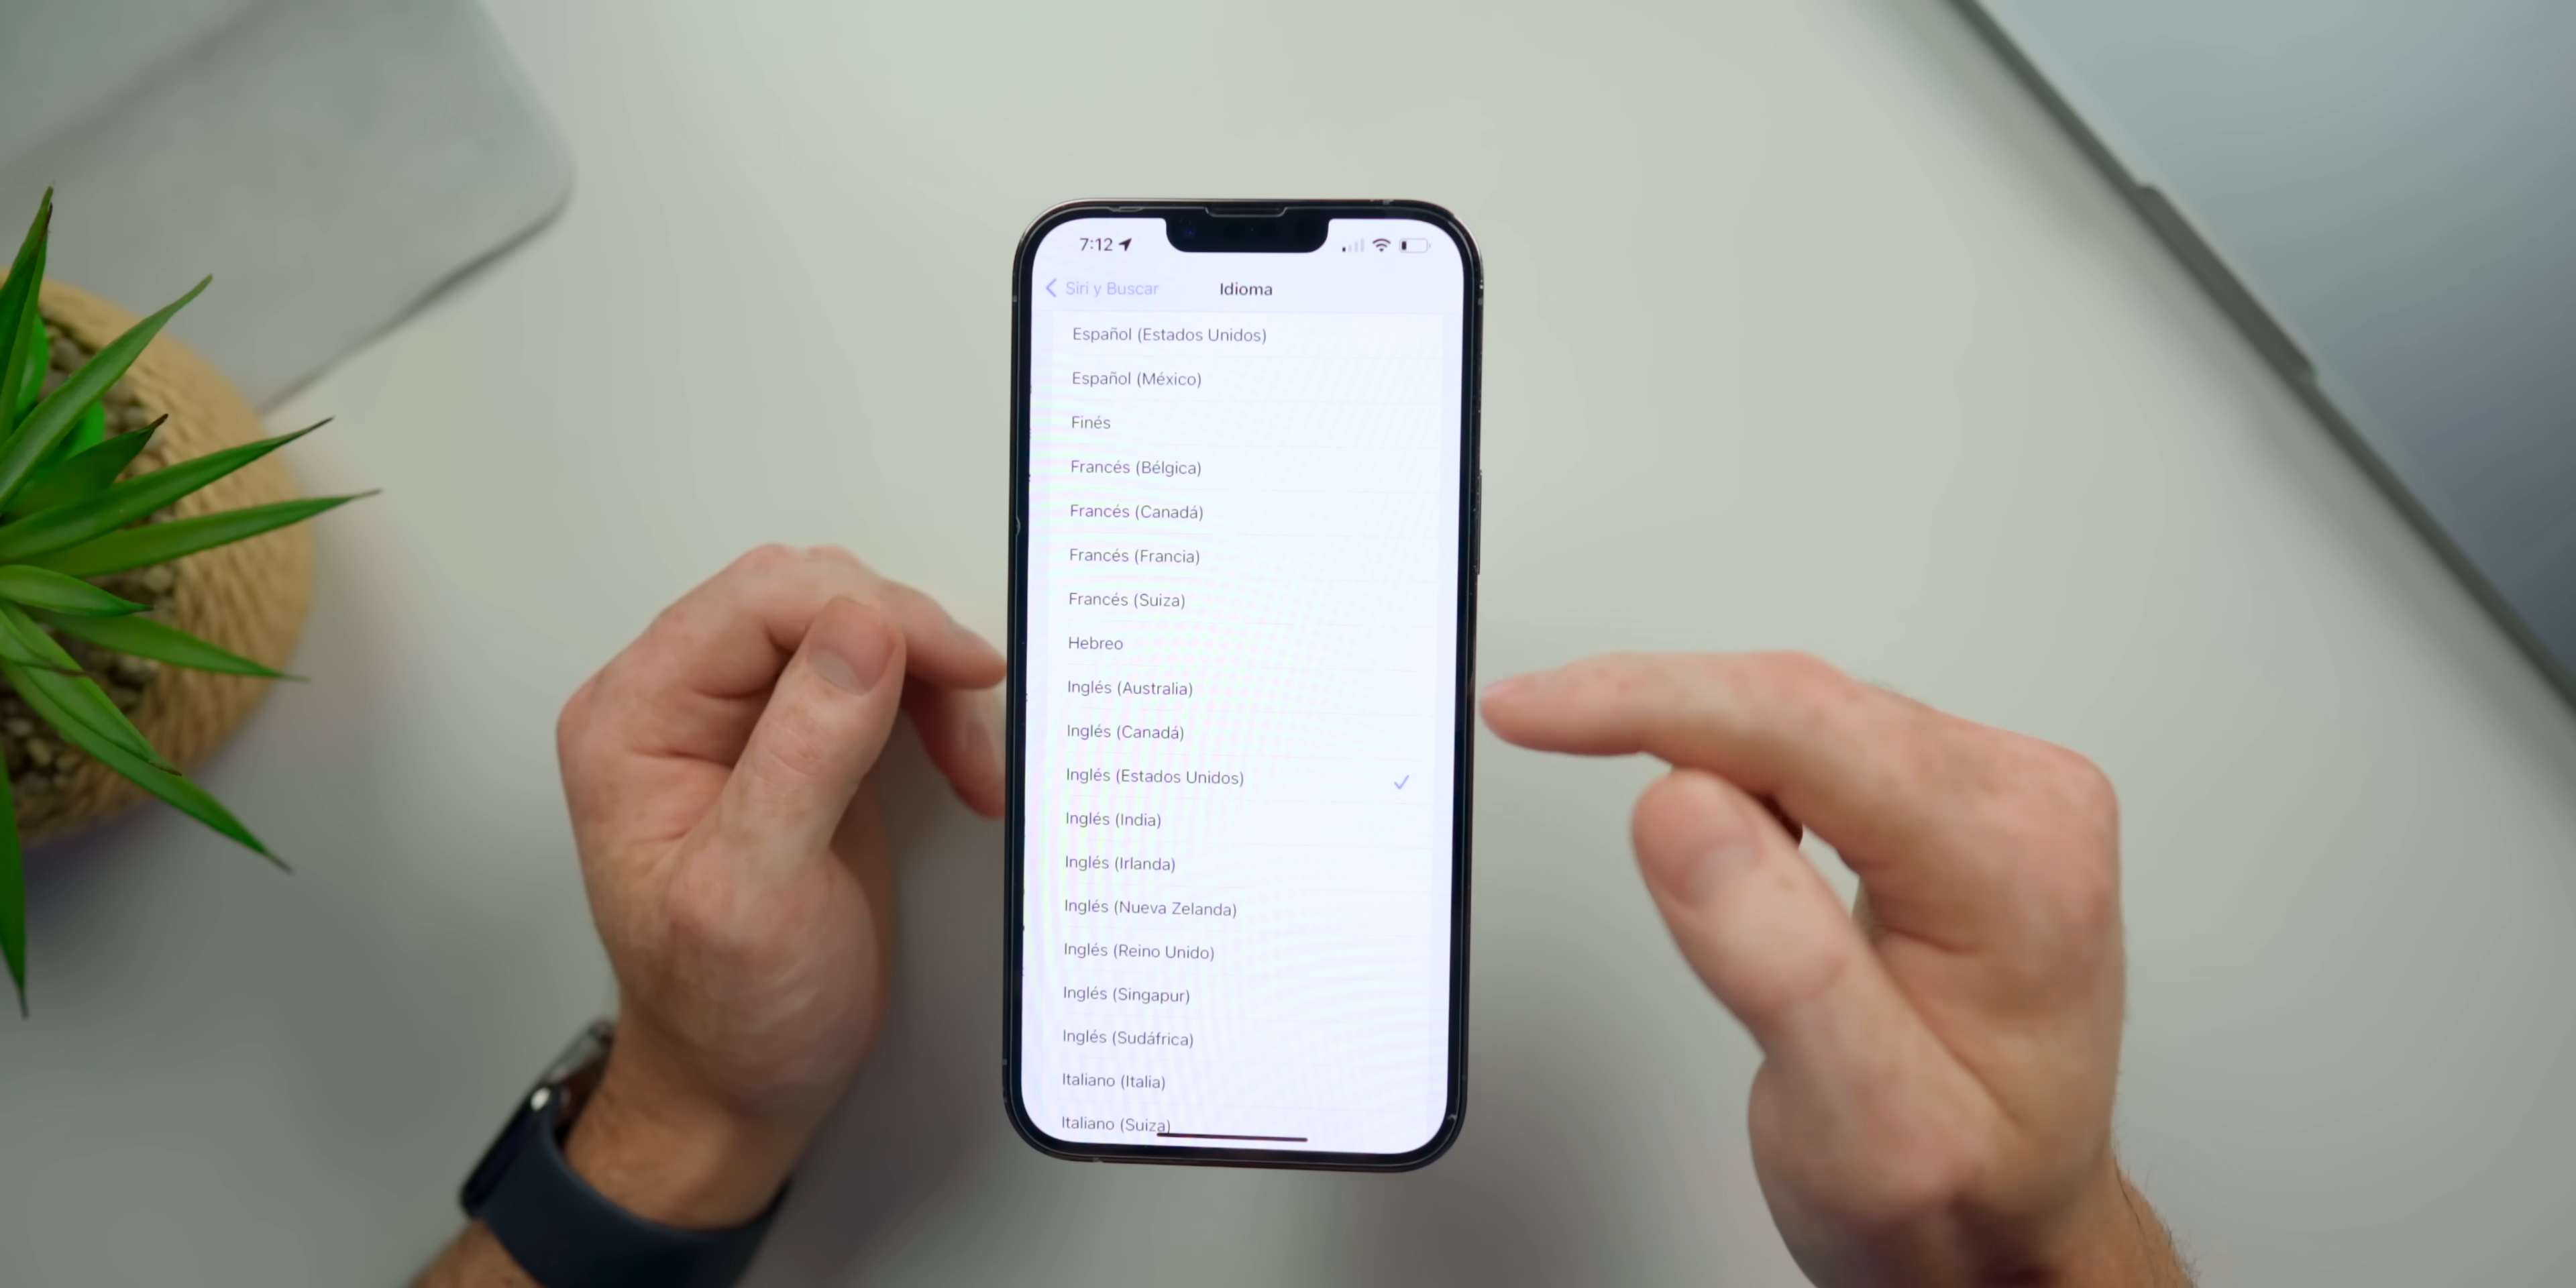 7:12
Siri y Buscar
Idioma
Español (Estados Unidos)
Español (México)
Finés
Francés (Bélgica)
Francés (Canadá)
Francés (Francia)
Francés (Suiza)
Hebreo
Inglés (Australia)
Inglés (Canadá)
Inglés (Estados Unidos)
Inglés (India)
Inglés (Irlanda)
Inglés (Nueva Zelanda)
Inglés (Reino Unido)
Inglés (Singapur)
Inglés (Sudáfrica)
Italiano (Italia)
Italiano (Suiza)